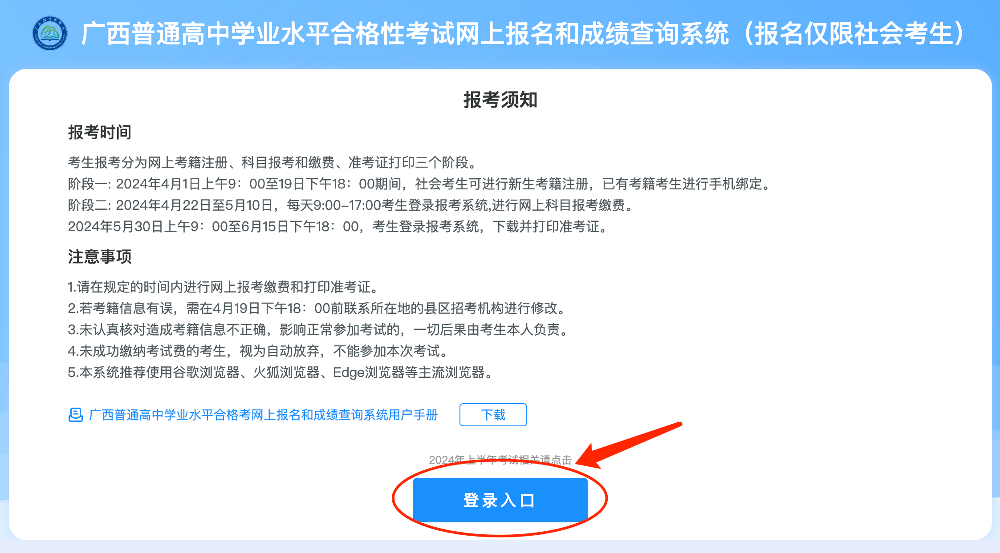 广西普通高中学业水平合格性考试网上报名和成绩查询系统（报名仅限社会考生）
报考须知
报考时间
考生报考分为网上考籍注册、科目报考和缴费、准考证打印三个阶段。
阶段一: 2024年4月1日上午9：00至19日下午18：00期间，社会考生可进行新生考籍注册，已有考籍考生进行手机绑定。
阶段二: 2024年4月22日至5月10日，每天9:00–17:00考生登录报考系统,进行网上科目报考缴费。
2024年5月30日上午9：00至6月15日下午18：00，考生登录报考系统，下载并打印准考证。
注意事项
1.请在规定的时间内进行网上报考缴费和打印准考证。
2.若考籍信息有误，需在4月19日下午18：00前联系所在地的县区招考机构进行修改。
3.未认真核对造成考籍信息不正确，影响正常参加考试的，一切后果由考生本人负责。
4.未成功缴纳考试费的考生，视为自动放弃，不能参加本次考试。
5.本系统推荐使用谷歌浏览器、火狐浏览器、Edge浏览器等主流浏览器。
广西普通高中学业水平合格考网上报名和成绩查询系统用户手册 下载
2024年上半年考试相关请点击
登录入口